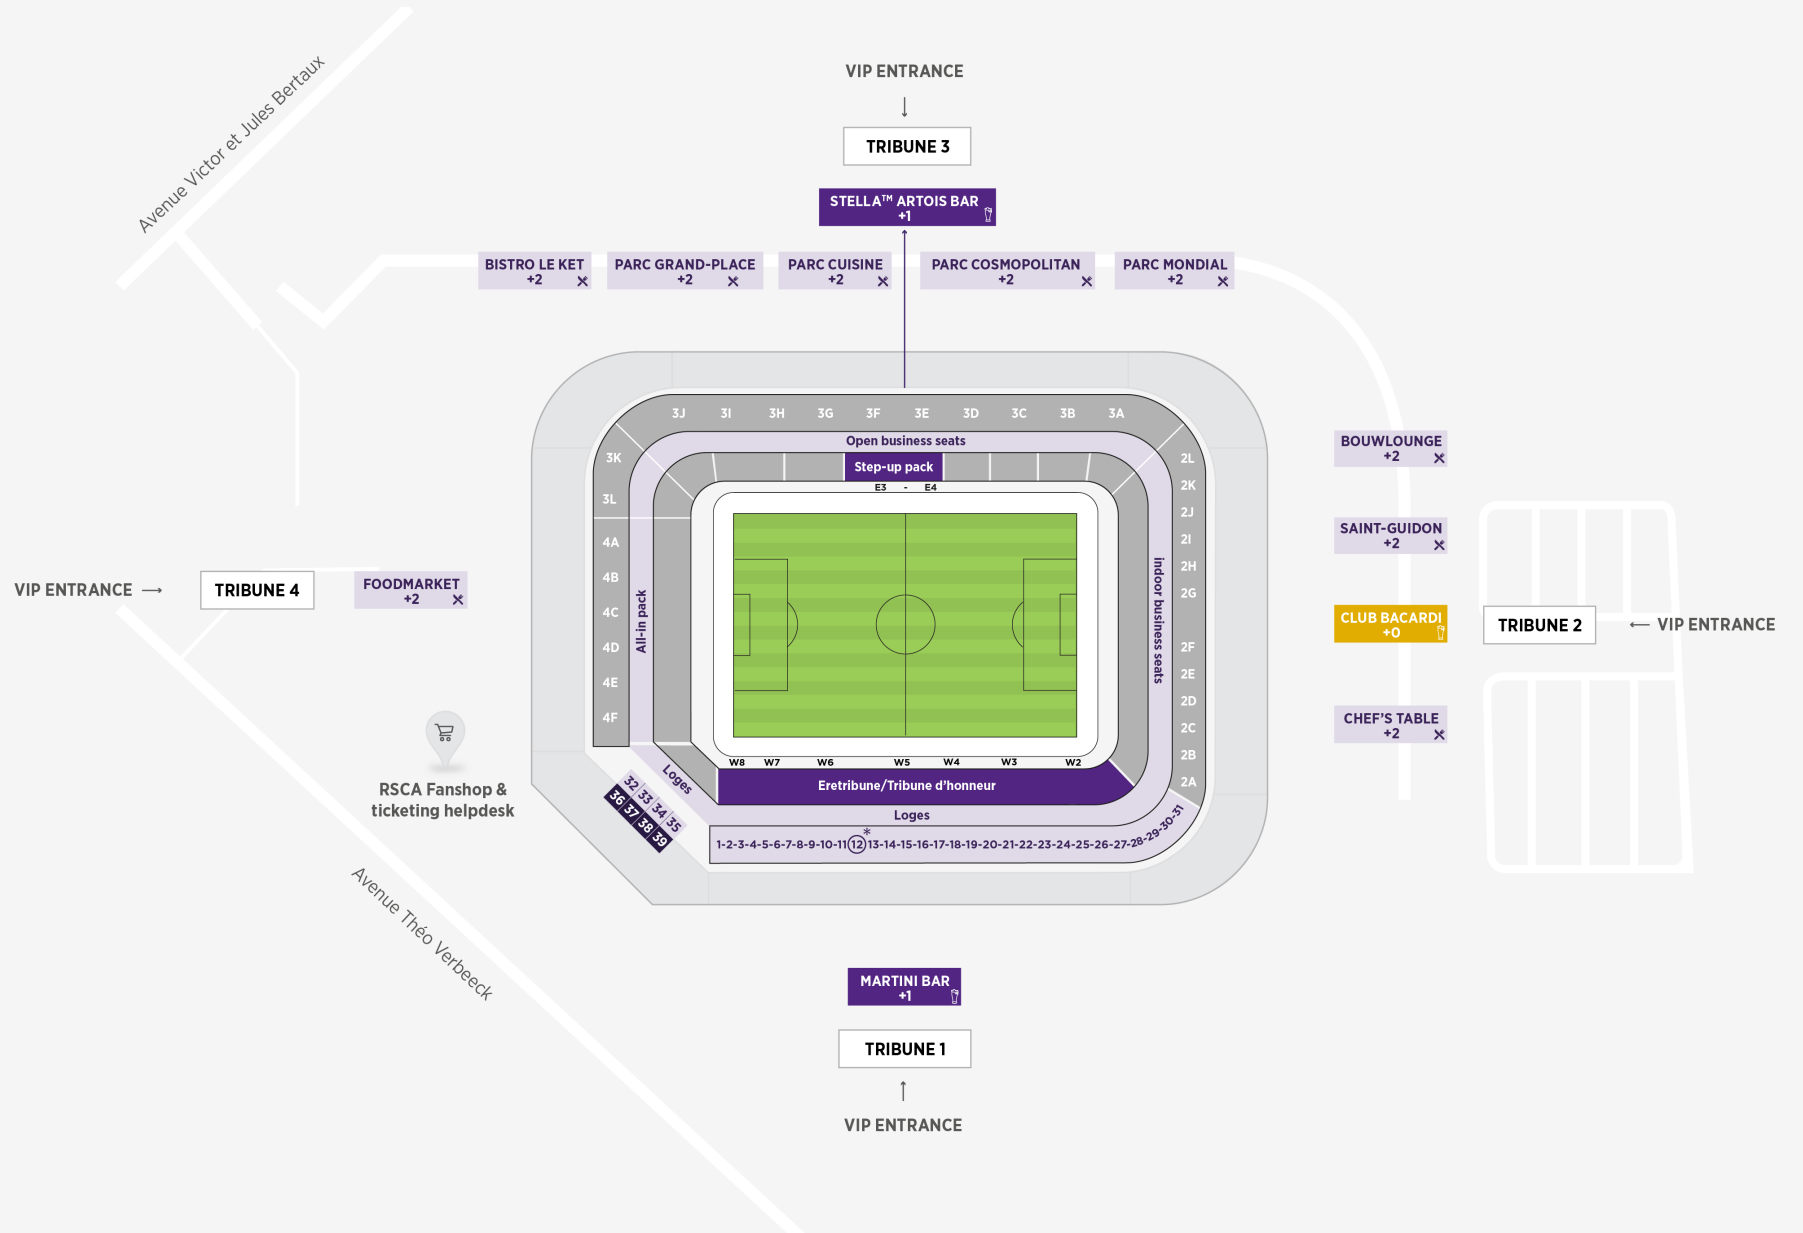 VIP ENTRANCE
TRIBUNE 3
Avenue Victor et Jules Bertaux
STELLA™ ARTOIS BAR
+1
BISTRO LE KET
+2
PARC GRAND-PLACE
+2
PARC CUISINE
+2
PARC COSMOPOLITAN
+2
PARC MONDIAL
+2
3J 3I 3H 3G 3F 3E 3D 3C 3B 3A
Open business seats
Step-up pack
E3 - E4
3K
3L
4A
4B
4C
4D
4E
4F
All-in pack
2L
2K
2J
2I
2H
2G
2F
2E
2D
2C
2B
2A
indoor business seats
BOUWLOUNGE
+2
SAINT-GUIDON
+2
CLUB BACARDI
+0
CHEF'S TABLE
+2
TRIBUNE 2
← VIP ENTRANCE
VIP ENTRANCE →
TRIBUNE 4
FOODMARKET
+2
RSCA Fanshop &
ticketing helpdesk
W8 W7 W6 W5 W4 W3 W2
Eretribune/Tribune d'honneur
Loges
Loges
32 33 34 35
36 37 38 39
1-2-3-4-5-6-7-8-9-10-11 12 * 13-14-15-16-17-18-19-20-21-22-23-24-25-26-27-28-29-30-31
Avenue Théo Verbeeck
MARTINI BAR
+1
TRIBUNE 1
VIP ENTRANCE